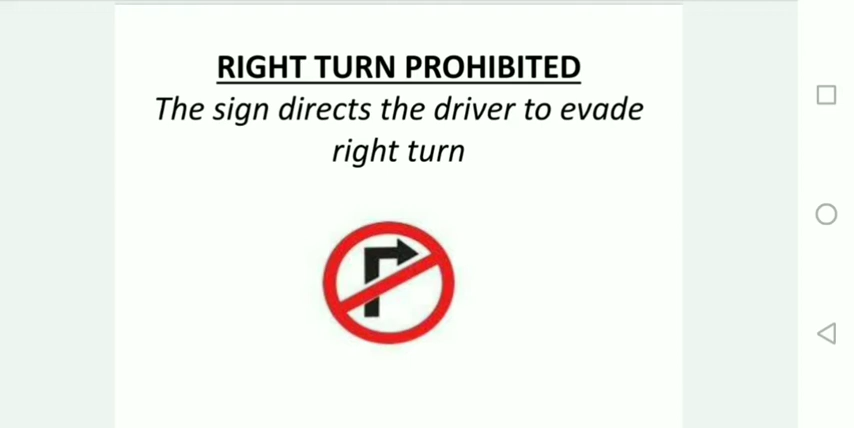 RIGHT TURN PROHIBITED
The sign directs the driver to evade
right turn